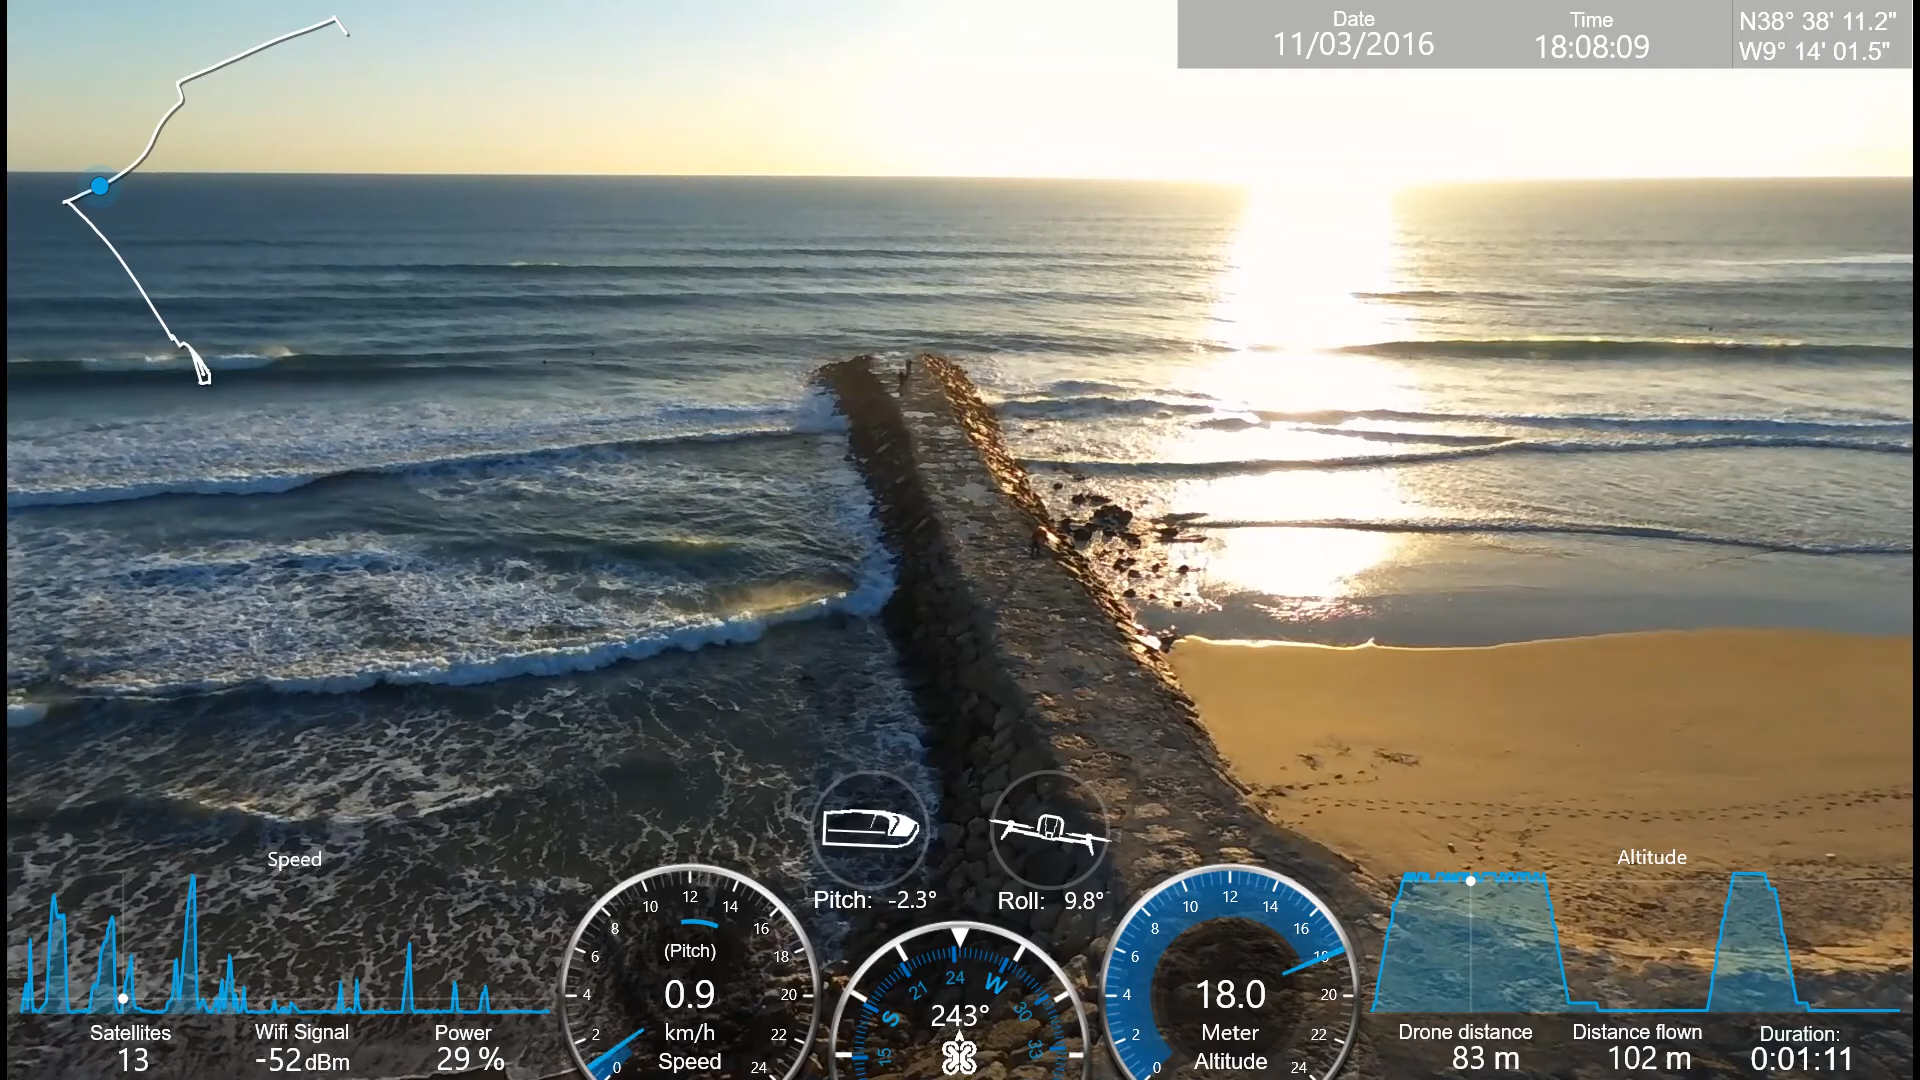 Date
11/03/2016
Time
18:08:09
N38° 38' 11.2"
W9° 14' 01.5"
Speed
Satellites
13
Wifi Signal
-52 dBm
Power
29 %
0
2
4
6
8
10
12
14
16
18
20
22
24
(Pitch)
0.9
km/h
Speed
Pitch: -2.3°
Roll: 9.8°
15
S
21
24
W
30
33
243°
0
2
4
6
8
10
12
14
16
18
20
22
24
18.0
Meter
Altitude
Altitude
Drone distance
83 m
Distance flown
102 m
Duration:
0:01:11